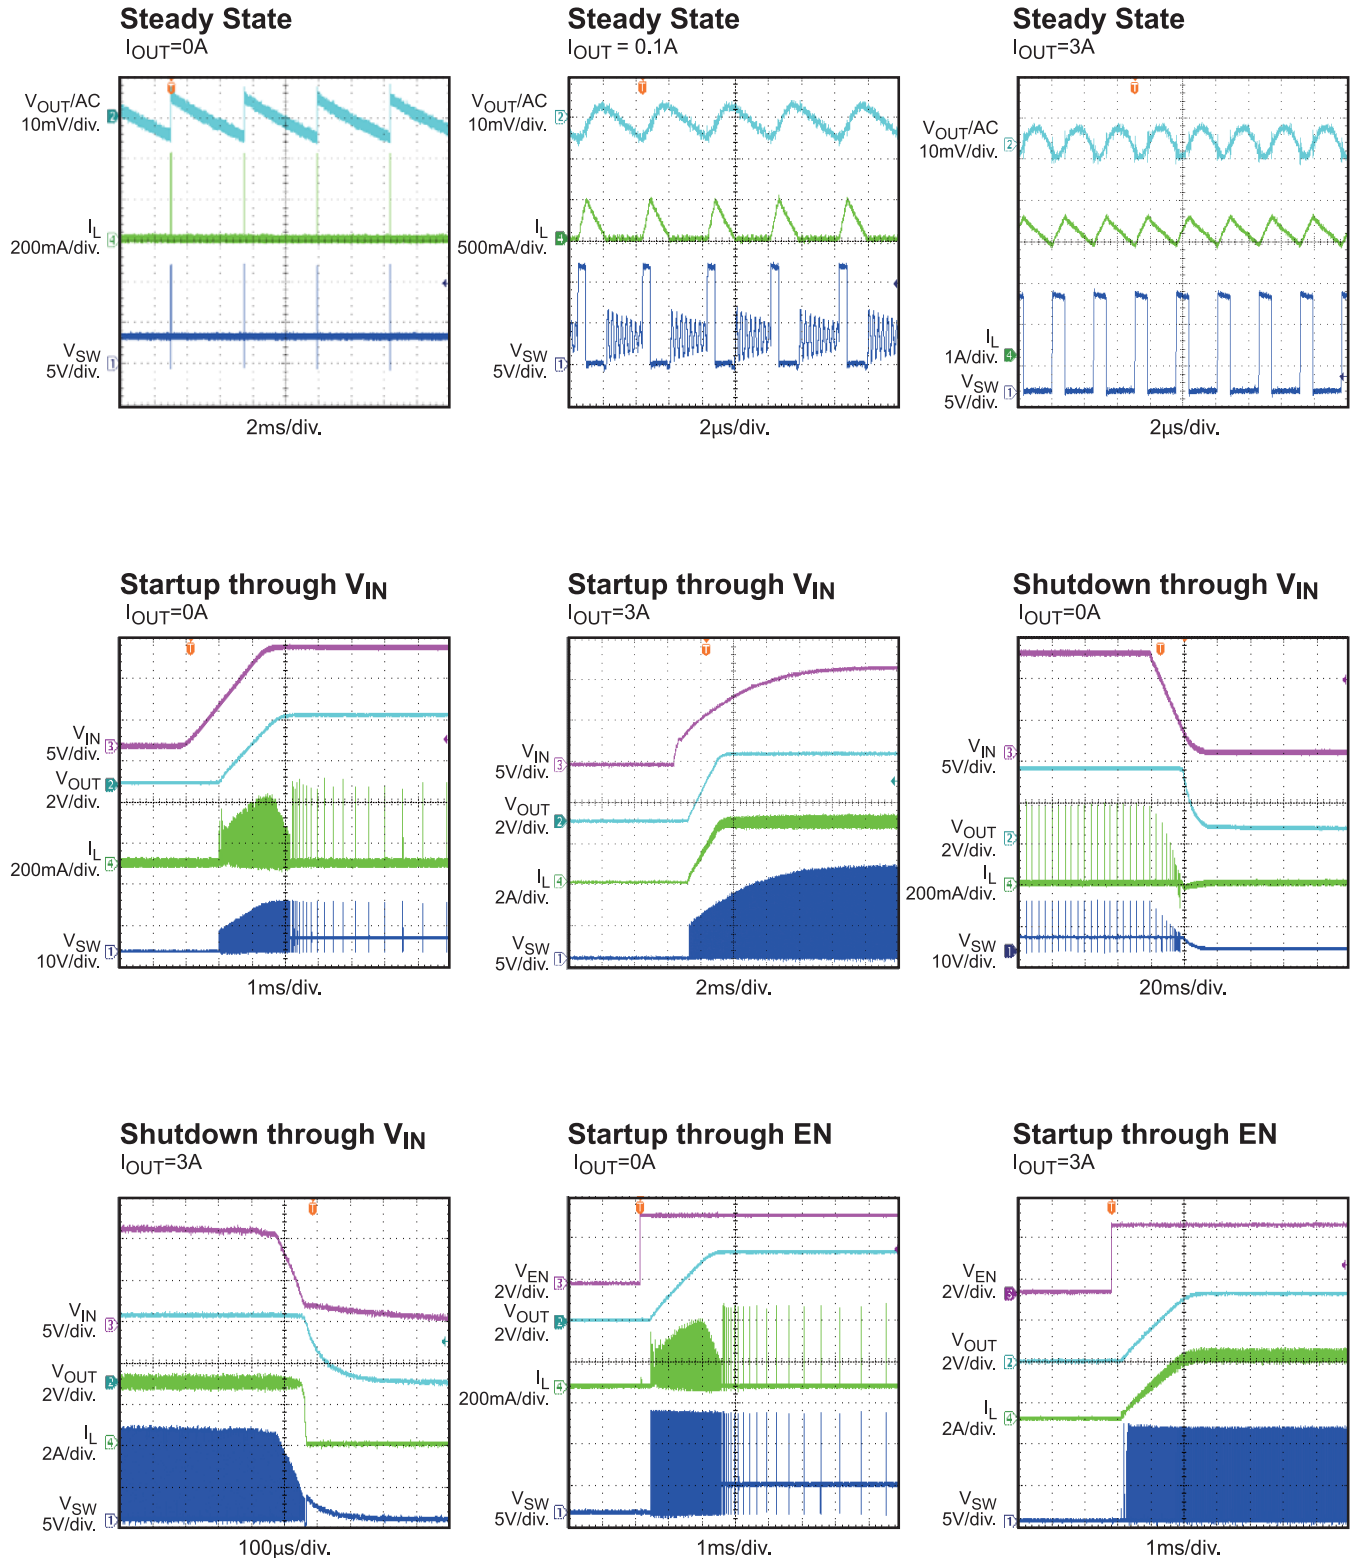 Steady State
IOUT=0A
VOUT/AC
10mV/div.
IL
200mA/div.
VSW
5V/div.
2ms/div.
Steady State
IOUT = 0.1A
VOUT/AC
10mV/div.
IL
500mA/div.
VSW
5V/div.
2µs/div.
Steady State
IOUT=3A
VOUT/AC
10mV/div.
IL
1A/div.
VSW
5V/div.
2µs/div.
Startup through VIN
IOUT=0A
VIN
5V/div.
VOUT
2V/div.
IL
200mA/div.
VSW
10V/div.
1ms/div.
Startup through VIN
IOUT=3A
VIN
5V/div.
VOUT
2V/div.
IL
2A/div.
VSW
5V/div.
2ms/div.
Shutdown through VIN
IOUT=0A
VIN
5V/div.
VOUT
2V/div.
IL
200mA/div.
VSW
10V/div.
20ms/div.
Shutdown through VIN
IOUT=3A
VIN
5V/div.
VOUT
2V/div.
IL
2A/div.
VSW
5V/div.
100µs/div.
Startup through EN
IOUT=0A
VEN
2V/div.
VOUT
2V/div.
IL
200mA/div.
VSW
5V/div.
1ms/div.
Startup through EN
IOUT=3A
VEN
2V/div.
VOUT
2V/div.
IL
2A/div.
VSW
5V/div.
1ms/div.